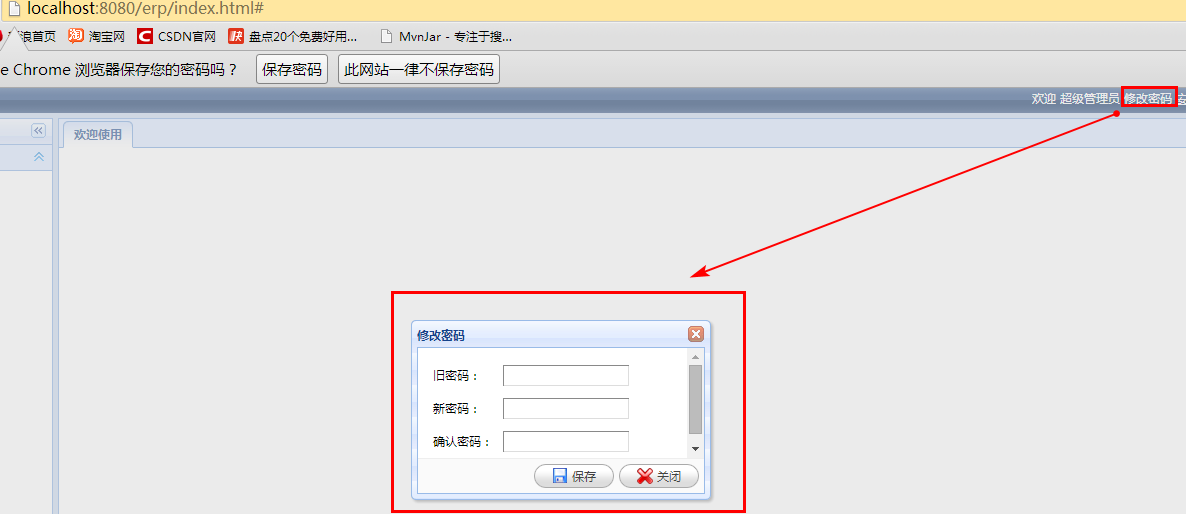 localhost:8080/erp/index.html#
浪首页 淘 淘宝网 C CSDN官网 快 盘点20个免费好用... MvnJar - 专注于搜...
e Chrome 浏览器保存您的密码吗？ 保存密码 此网站一律不保存密码
欢迎 超级管理员 修改密码
欢迎使用
修改密码
旧密码：
新密码：
确认密码：
保存 关闭